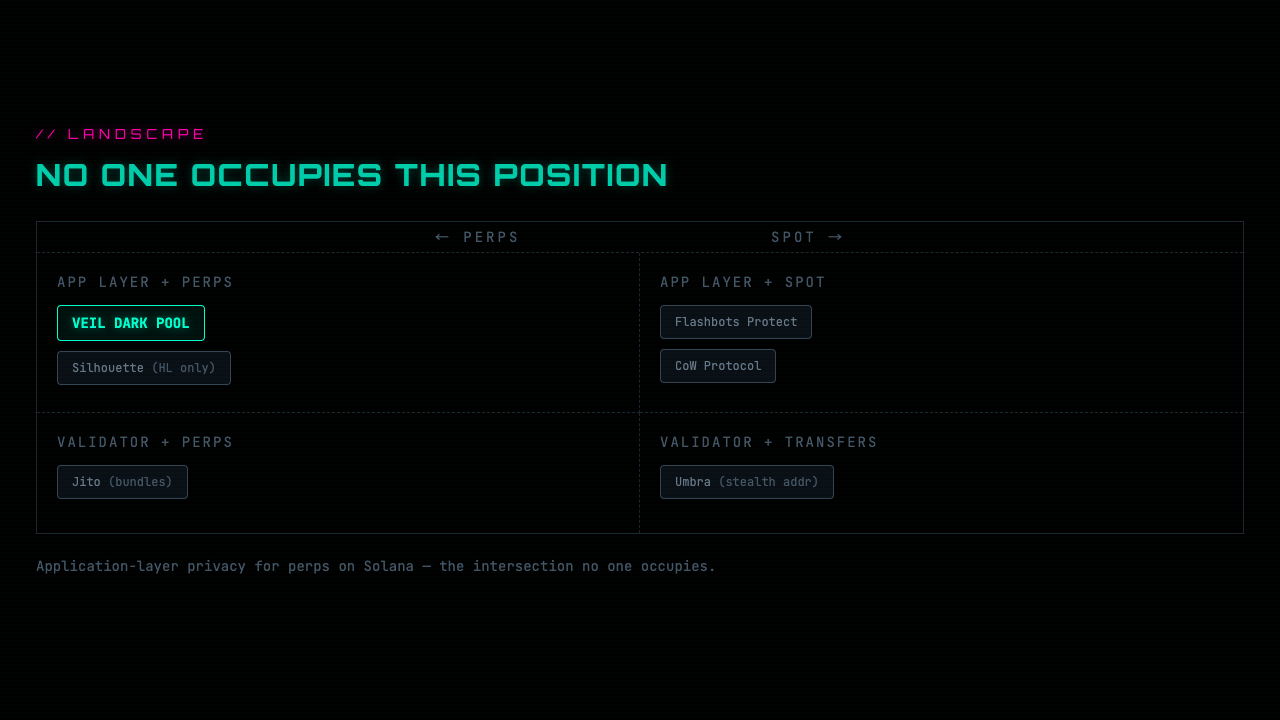 // LANDSCAPE
NO ONE OCCUPIES THIS POSITION
← PERPS SPOT →
APP LAYER + PERPS
VEIL DARK POOL
Silhouette (HL only)
APP LAYER + SPOT
Flashbots Protect
CoW Protocol
VALIDATOR + PERPS
Jito (bundles)
VALIDATOR + TRANSFERS
Umbra (stealth addr)
Application-layer privacy for perps on Solana — the intersection no one occupies.